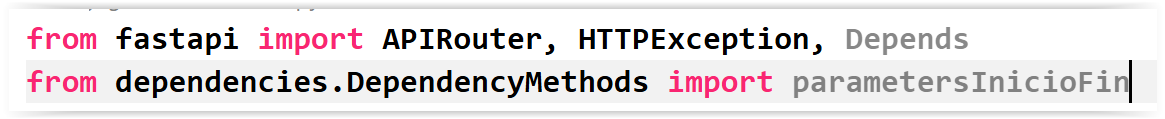 from fastapi import APIRouter, HTTPException, Depends
from dependencies.DependencyMethods import parametersInicioFin